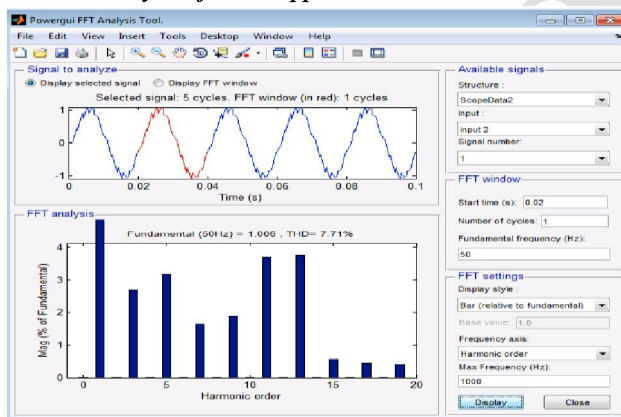 Powergui FFT Analysis Tool.
File Edit View Insert Tools Desktop Window Help
Signal to analyze
Display selected signal Display FFT window
Selected signal: 5 cycles. FFT window (in red): 1 cycles
1
0
-1
0 0.02 0.04 0.06 0.08 0.1
Time (s)
FFT analysis
Fundamental (50Hz) = 1.006 , THD= 7.71%
Mag (% of Fundamental)
4
3
2
1
0
0 5 10 15 20
Harmonic order
Available signals
Structure :
ScopeData2
Input :
input 2
Signal number:
1
FFT window
Start time (s): 0.02
Number of cycles: 1
Fundamental frequency (Hz):
50
FFT settings
Display style :
Bar (relative to fundamental)
Base value: 1.0
Frequency axis:
Harmonic order
Max Frequency (Hz):
1000
Display Close